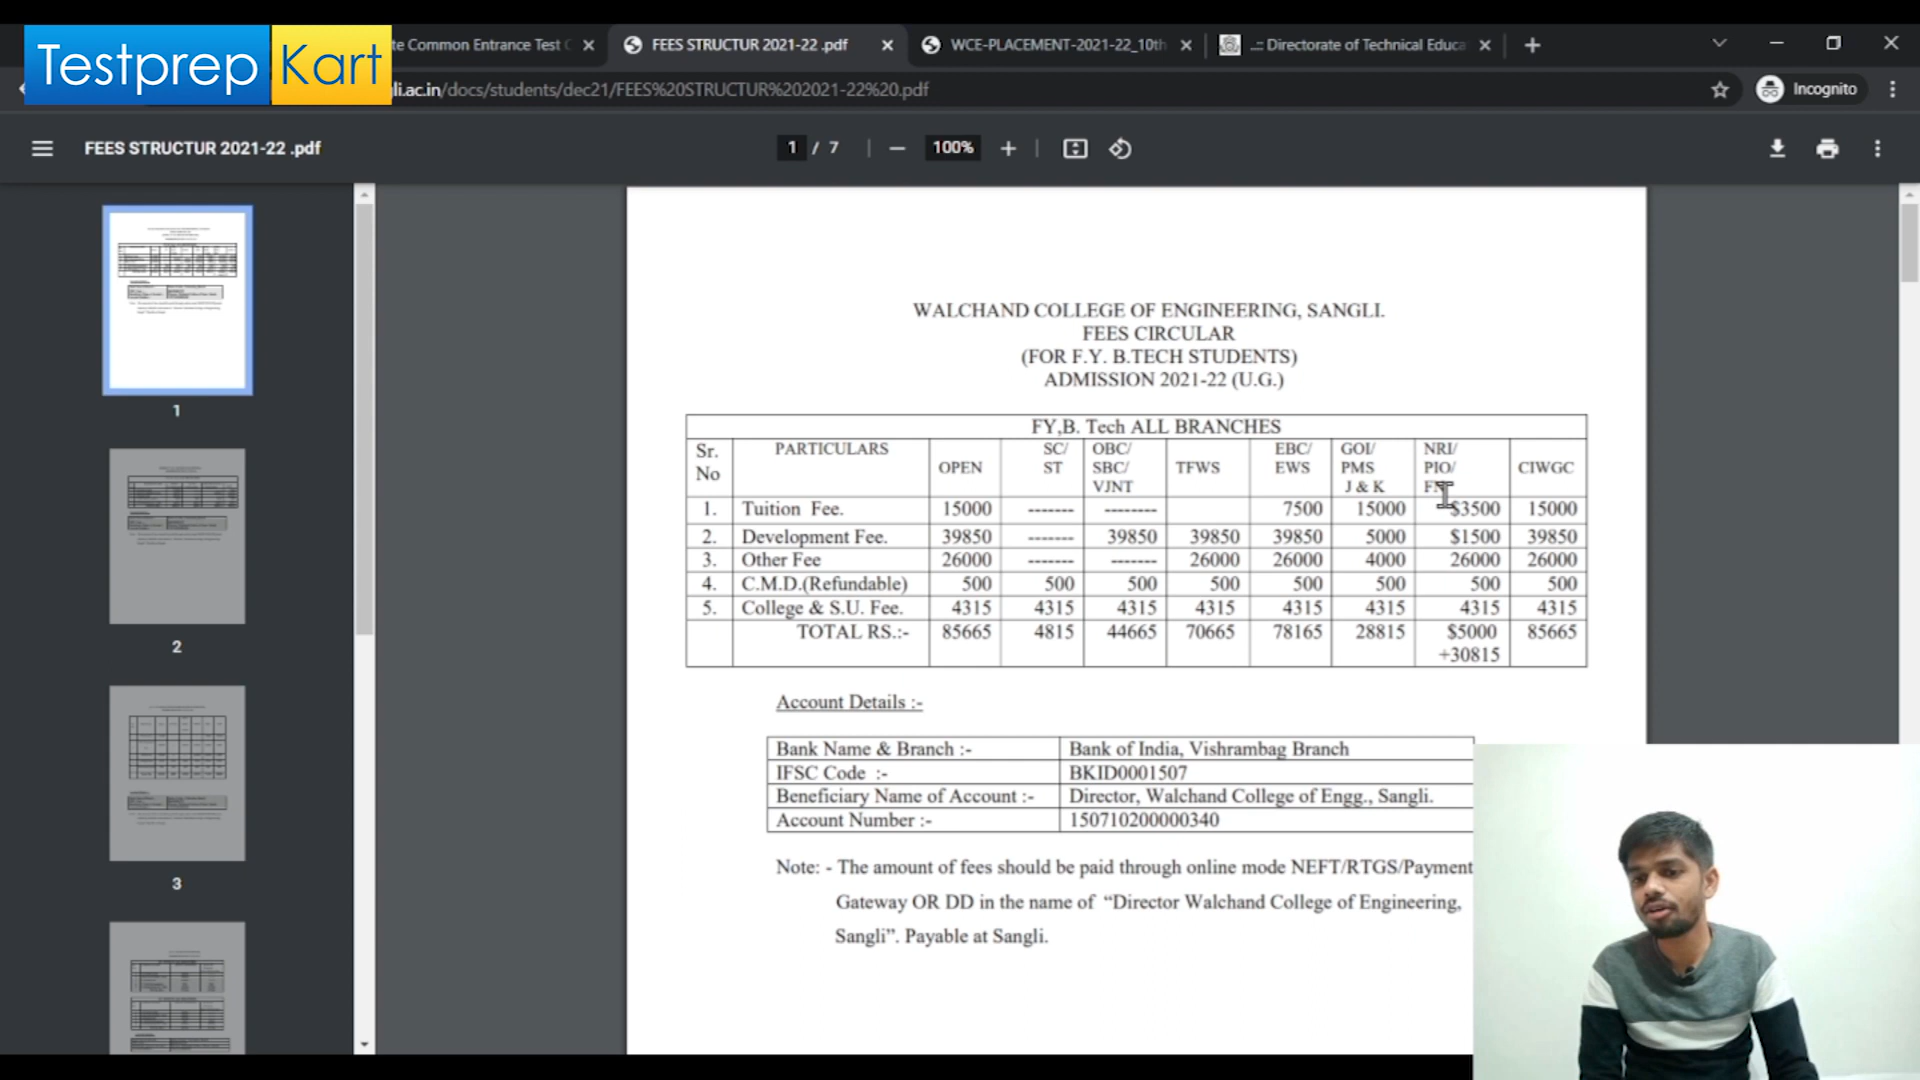 Testprep Kart
te Common Entrance Test C
FEES STRUCTUR 2021-22 .pdf
WCE-PLACEMENT-2021-22_10th
..:: Directorate of Technical Educa
li.ac.in/docs/students/dec21/FEES%20STRUCTUR%202021-22%20.pdf
Incognito
FEES STRUCTUR 2021-22 .pdf
1 / 7
100%
1
2
3
WALCHAND COLLEGE OF ENGINEERING, SANGLI.
FEES CIRCULAR
(FOR F.Y. B.TECH STUDENTS)
ADMISSION 2021-22 (U.G.)
FY,B. Tech ALL BRANCHES
Sr. No PARTICULARS OPEN SC/ ST OBC/ SBC/ VJNT TFWS EBC/ EWS GOI/ PMS J & K NRI/ PIO/ FN CIWGC
1. Tuition Fee. 15000 ------- -------- 7500 15000 $3500 15000
2. Development Fee. 39850 ------- 39850 39850 39850 5000 $1500 39850
3. Other Fee 26000 ------- ------- 26000 26000 4000 26000 26000
4. C.M.D.(Refundable) 500 500 500 500 500 500 500 500
5. College & S.U. Fee. 4315 4315 4315 4315 4315 4315 4315 4315
TOTAL RS.:- 85665 4815 44665 70665 78165 28815 $5000 +30815 85665
Account Details :-
Bank Name & Branch :- Bank of India, Vishrambag Branch
IFSC Code :- BKID0001507
Beneficiary Name of Account :- Director, Walchand College of Engg., Sangli.
Account Number :- 150710200000340
Note: - The amount of fees should be paid through online mode NEFT/RTGS/Payment
Gateway OR DD in the name of “Director Walchand College of Engineering,
Sangli”. Payable at Sangli.